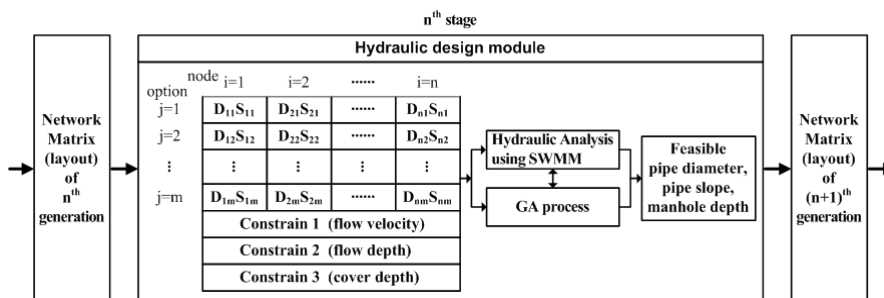 nth stage
Hydraulic design module
Network
Matrix
(layout)
of
nth
generation
node
option
i=1 i=2 ...... i=n
j=1 D11S11 D21S21 ...... Dn1Sn1
j=2 D12S12 D22S22 ...... Dn2Sn2
⋮ ⋮ ⋮ ⋮ ⋮
j=m D1mS1m D2mS2m ...... DnmSnm
Constrain 1 (flow velocity)
Constrain 2 (flow depth)
Constrain 3 (cover depth)
Hydraulic Analysis
using SWMM
GA process
Feasible
pipe diameter,
pipe slope,
manhole depth
Network
Matrix
(layout)
of
(n+1)th
generation